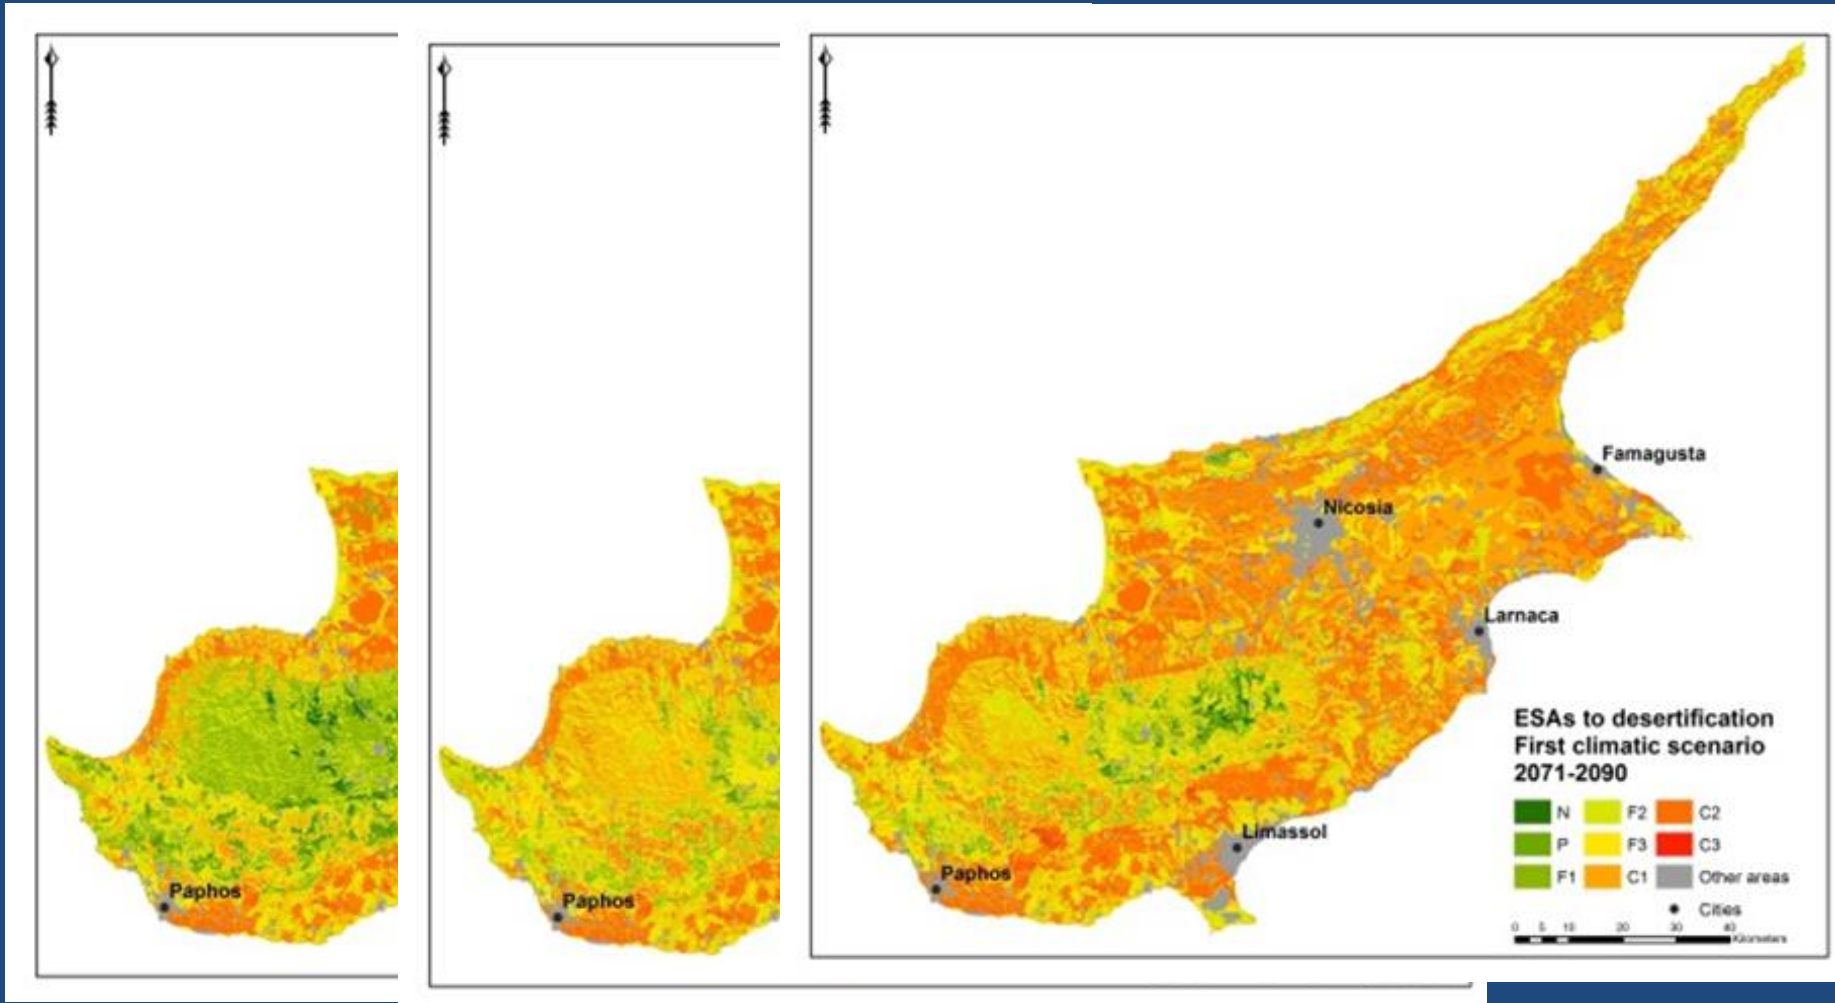 Paphos
Paphos
Famagusta
Nicosia
Larnaca
Limassol
Paphos
ESAs to desertification
First climatic scenario
2071-2090
N F2 C2
P F3 C3
F1 C1 Other areas
Cities
0 5 10 20 30 40
Kilometers